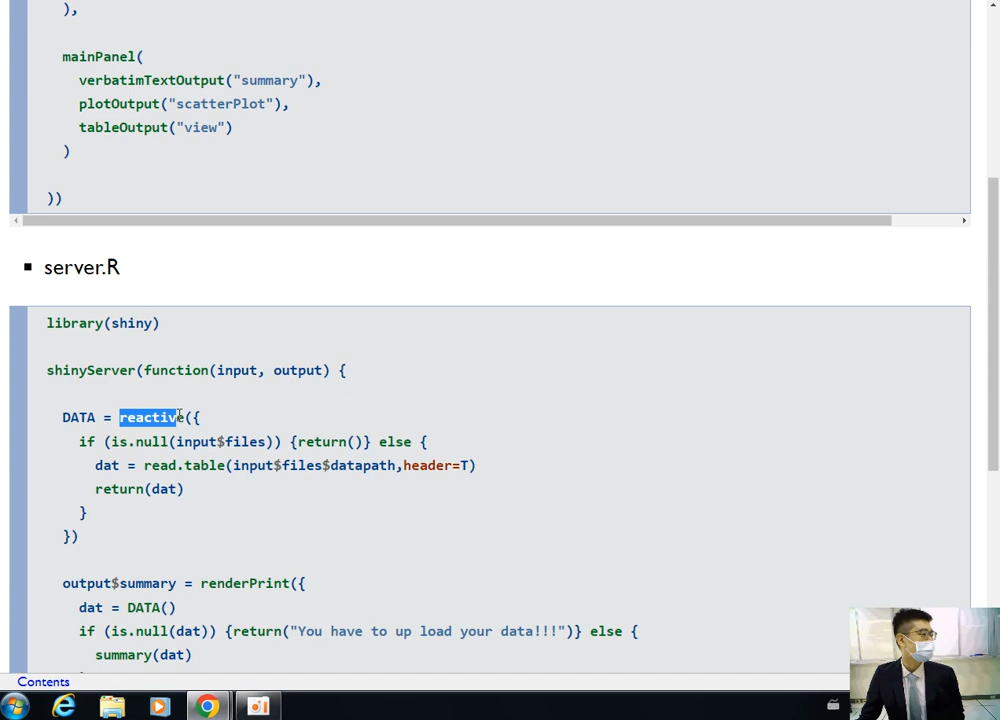 ),
mainPanel(
verbatimTextOutput("summary"),
plotOutput("scatterPlot"),
tableOutput("view")
)
))
server.R
library(shiny)
shinyServer(function(input, output) {
DATA = reactive({
if (is.null(input$files)) {return()} else {
dat = read.table(input$files$datapath,header=T)
return(dat)
}
})
output$summary = renderPrint({
dat = DATA()
if (is.null(dat)) {return("You have to up load your data!!!")} else {
summary(dat)
Contents